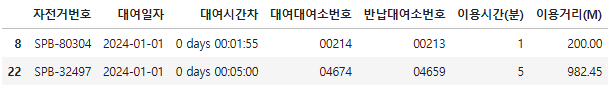 자전거번호 대여일자 대여시간차 대여대여소번호 반납대여소번호 이용시간(분) 이용거리(M)
8 SPB-80304 2024-01-01 0 days 00:01:55 00214 00213 1 200.00
22 SPB-32497 2024-01-01 0 days 00:05:00 04674 04659 5 982.45